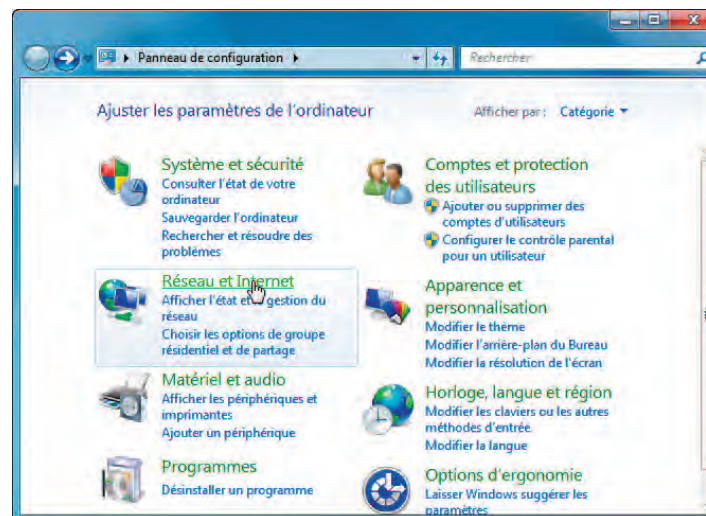 Panneau de configuration
Rechercher
Ajuster les paramètres de l'ordinateur
Afficher par : Catégorie
Système et sécurité
Consulter l'état de votre
ordinateur
Sauvegarder l'ordinateur
Rechercher et résoudre des
problèmes
Réseau et Internet
Afficher l'état et gestion du
réseau
Choisir les options de groupe
résidentiel et de partage
Matériel et audio
Afficher les périphériques et
imprimantes
Ajouter un périphérique
Programmes
Désinstaller un programme
Comptes et protection
des utilisateurs
Ajouter ou supprimer des
comptes d'utilisateurs
Configurer le contrôle parental
pour un utilisateur
Apparence et
personnalisation
Modifier le thème
Modifier l'arrière-plan du Bureau
Modifier la résolution de l'écran
Horloge, langue et région
Modifier les claviers ou les autres
méthodes d'entrée
Modifier la langue
Options d'ergonomie
Laisser Windows suggérer les
paramètres